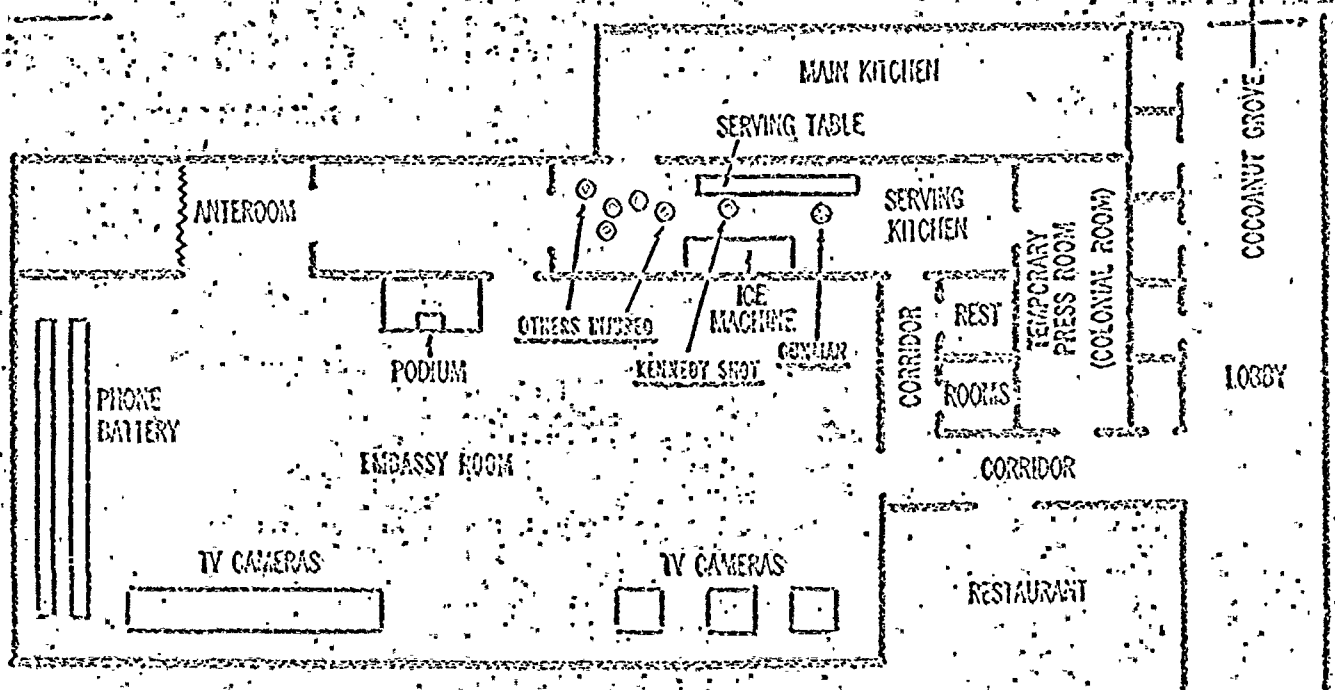 MAIN KITCHEN
SERVING TABLE
COCOANUT GROVE
ANTEROOM
SERVING
KITCHEN
TEMPORARY
PRESS ROOM
(COLONIAL ROOM)
ICE
MACHINE
OTHERS INJURED
KENNEDY SHOT
GUNMAN
CORRIDOR
REST
ROOMS
PODIUM
LOBBY
PHONE
BATTERY
EMBASSY ROOM
CORRIDOR
TV CAMERAS
TV CAMERAS
RESTAURANT